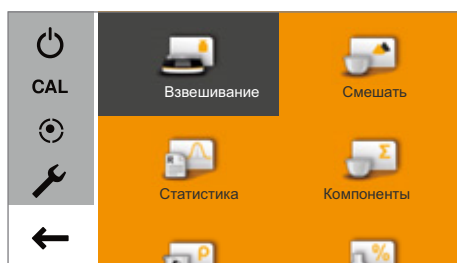 CAL
Взвешивание
Смешать
Σ
Статистика
Компоненты
ρ
%